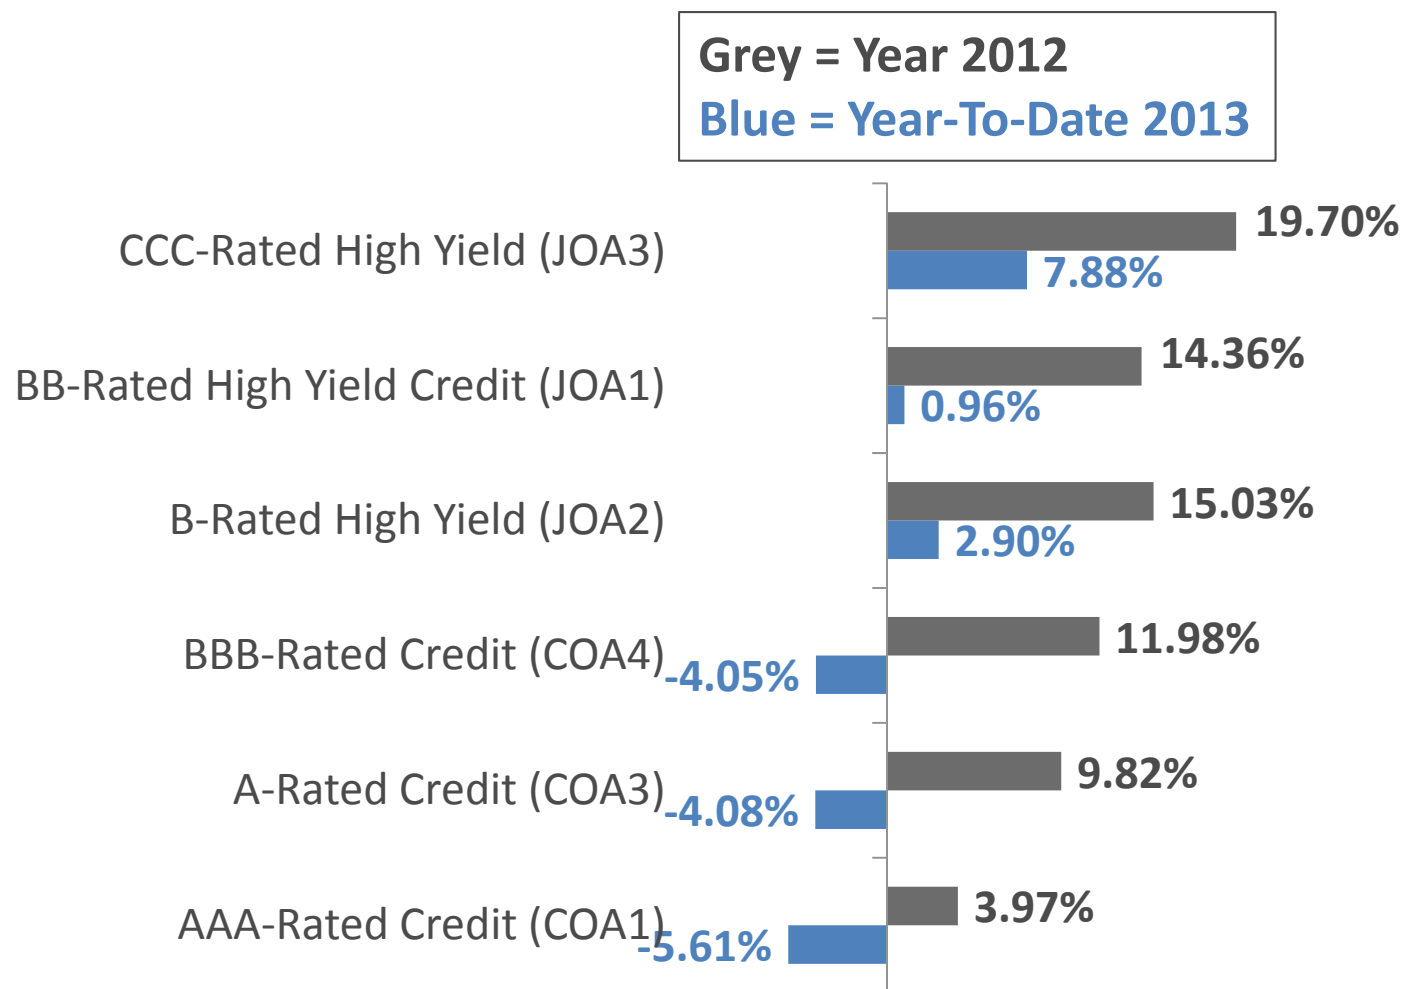 Grey = Year 2012
Blue = Year-To-Date 2013
CCC-Rated High Yield (JOA3)
19.70%
7.88%
BB-Rated High Yield Credit (JOA1)
14.36%
0.96%
B-Rated High Yield (JOA2)
15.03%
2.90%
BBB-Rated Credit (COA4)
11.98%
-4.05%
A-Rated Credit (COA3)
9.82%
-4.08%
AAA-Rated Credit (COA1)
3.97%
-5.61%